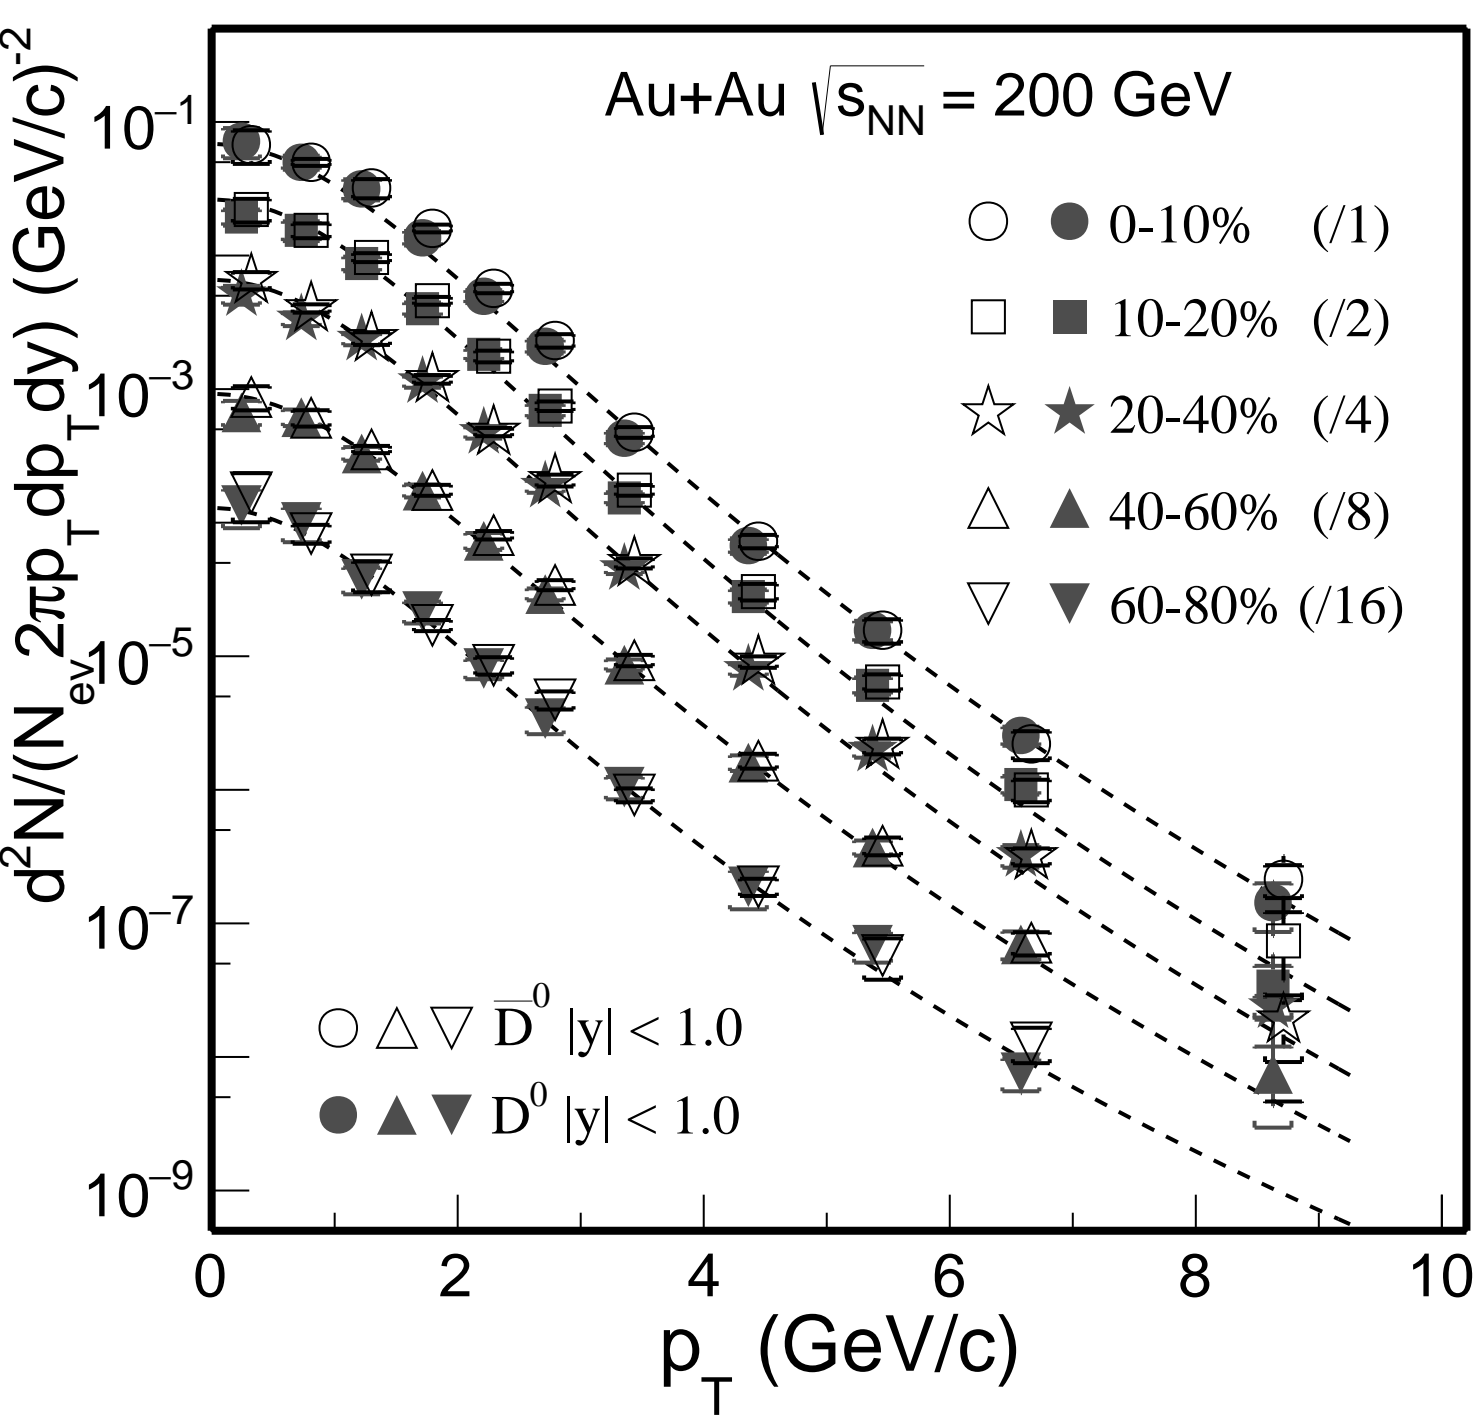 Au+Au √sNN = 200 GeV
0-10% (/1)
10-20% (/2)
20-40% (/4)
40-60% (/8)
60-80% (/16)
D̅⁰ |y| < 1.0
D⁰ |y| < 1.0
d²N/(N_ev 2πp_T dp_T dy) (GeV/c)⁻²
10⁻¹
10⁻³
10⁻⁵
10⁻⁷
10⁻⁹
0 2 4 6 8 10
p_T (GeV/c)